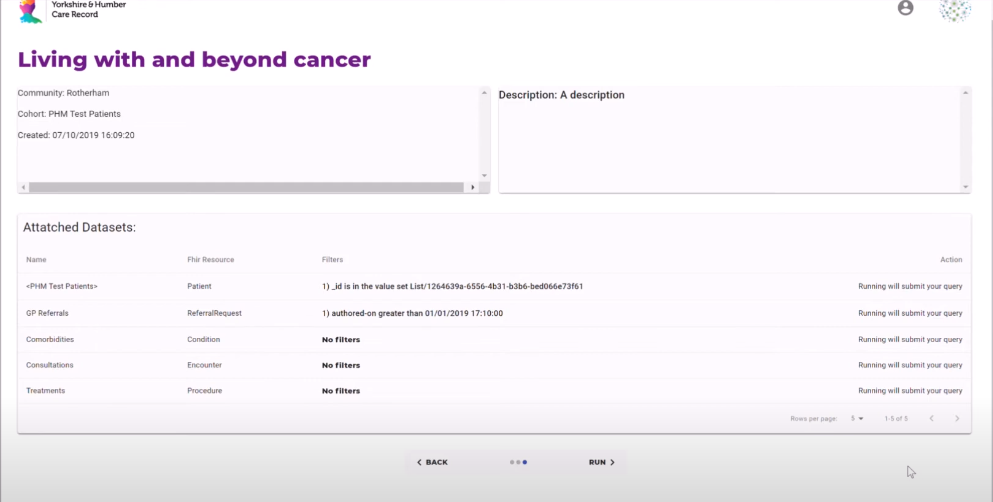 Yorkshire & Humber
Care Record
Living with and beyond cancer
Community: Rotherham
Cohort: PHM Test Patients
Created: 07/10/2019 16:09:20
Description: A description
Attatched Datasets:
Name Fhir Resource Filters Action
<PHM Test Patients> Patient 1) _id is in the value set List/1264639a-6556-4b31-b3b6-bed066e73f61 Running will submit your query
GP Referrals ReferralRequest 1) authored-on greater than 01/01/2019 17:10:00 Running will submit your query
Comorbidities Condition No filters Running will submit your query
Consultations Encounter No filters Running will submit your query
Treatments Procedure No filters Running will submit your query
Rows per page: 5 1-5 of 5
BACK RUN